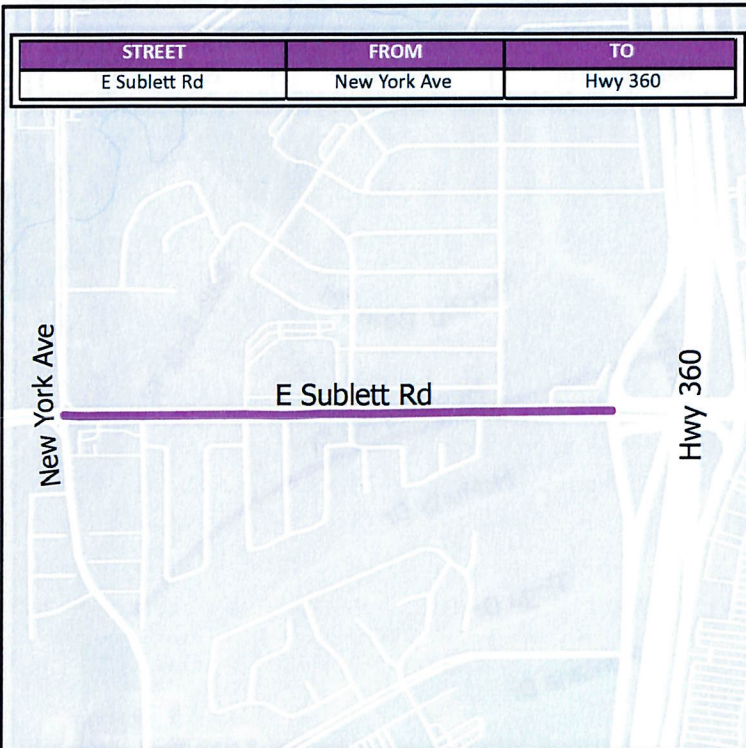 STREET FROM TO
E Sublett Rd New York Ave Hwy 360
New York Ave
E Sublett Rd
Hwy 360